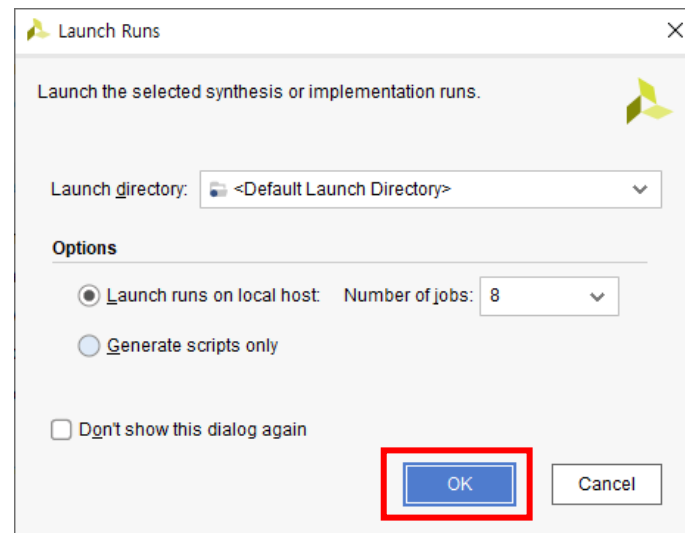 Launch Runs
Launch the selected synthesis or implementation runs.
Launch directory: <Default Launch Directory>
Options
Launch runs on local host: Number of jobs: 8
Generate scripts only
Don't show this dialog again
OK Cancel